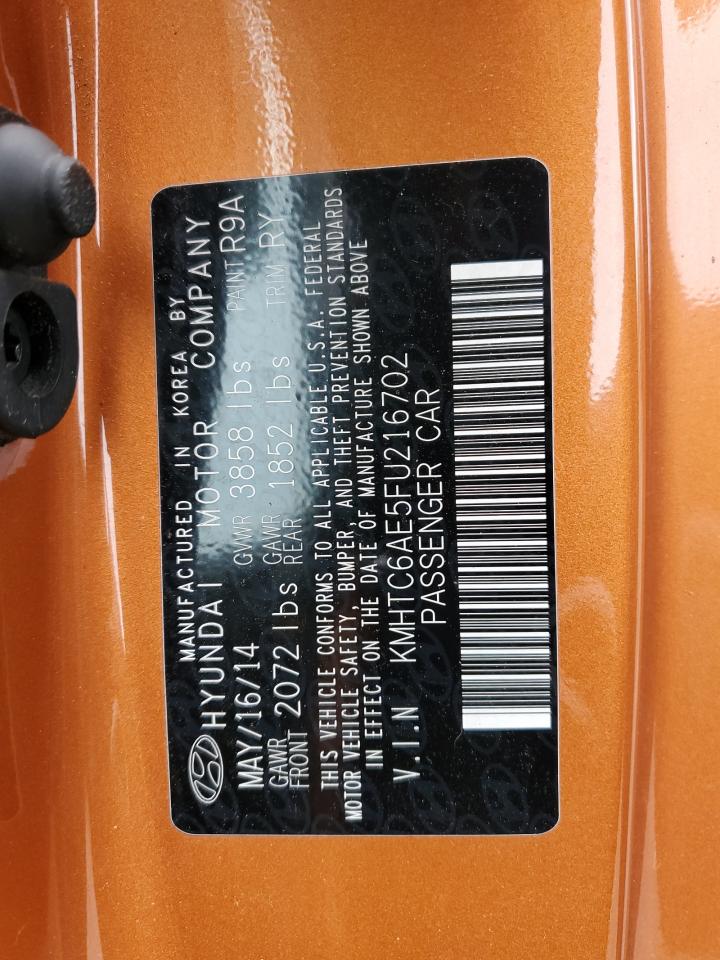 MANUFACTURED IN KOREA BY
HYUNDAI MOTOR COMPANY
MAY/16/14 GVWR 3858 lbs PAINT R9A
GAWR FRONT 2072 lbs GAWR REAR 1852 lbs TRIM RY
THIS VEHICLE CONFORMS TO ALL APPLICABLE U.S.A. FEDERAL
MOTOR VEHICLE SAFETY, BUMPER, AND THEFT PREVENTION STANDARDS
IN EFFECT ON THE DATE OF MANUFACTURE SHOWN ABOVE
V.I.N KMHTC6AE5FU216702
PASSENGER CAR